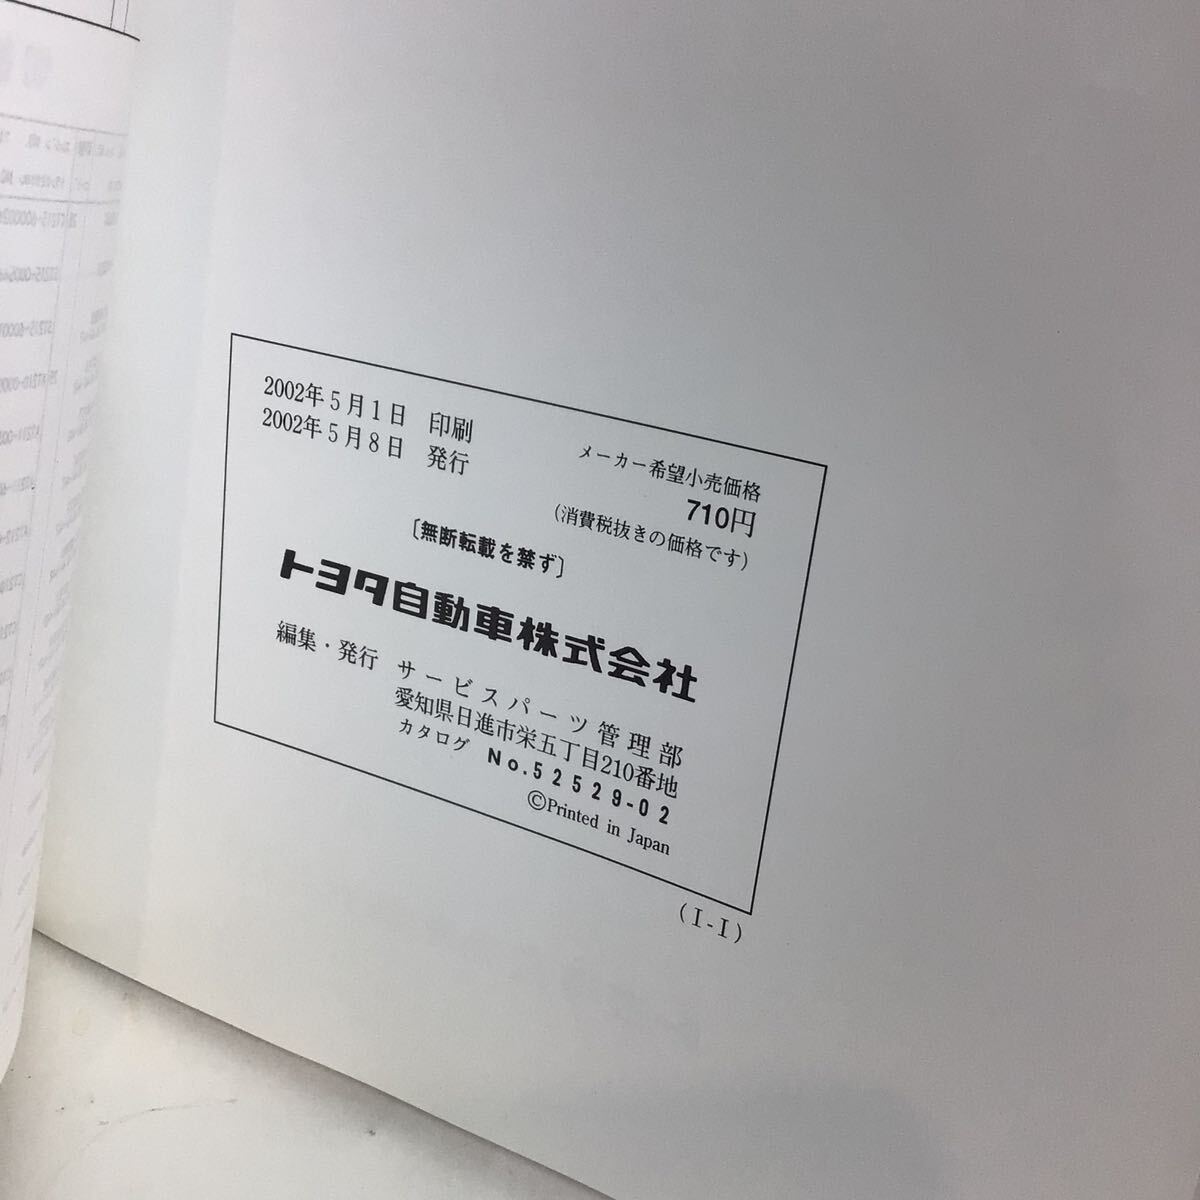 2002年5月1日 印刷
2002年5月8日 発行
メーカー希望小売価格
710円
(消費税抜きの価格です)
〔無断転載を禁ず〕
トヨタ自動車株式会社
編集・発行 サービスパーツ管理部
愛知県日進市栄五丁目210番地
カタログ No.52529-02
©Printed in Japan
(I-I)